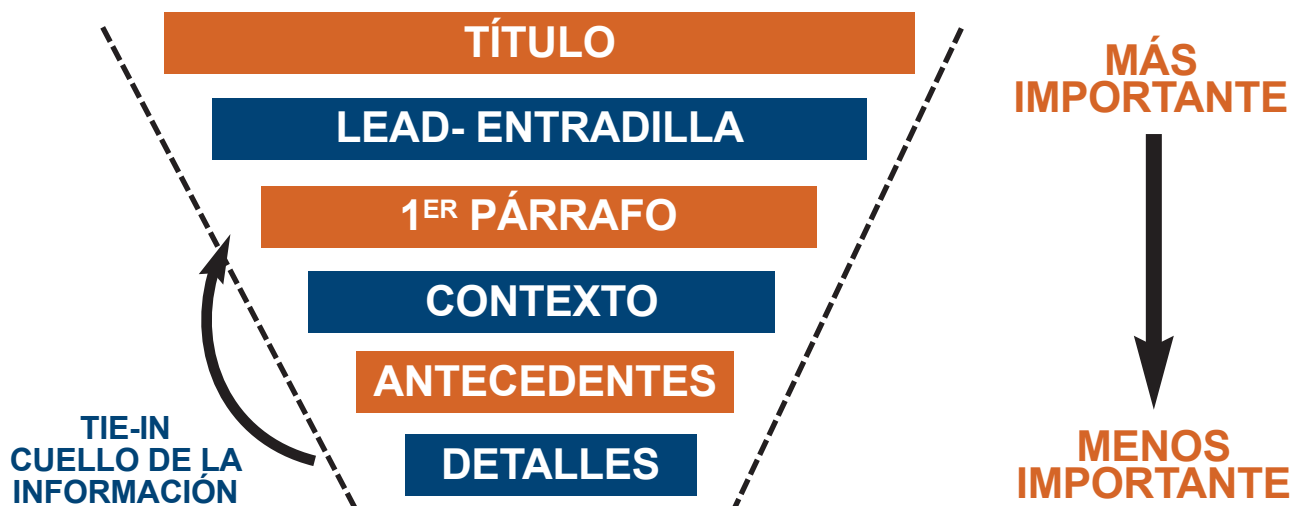 TÍTULO
LEAD- ENTRADILLA
1ER PÁRRAFO
CONTEXTO
ANTECEDENTES
DETALLES
TIE-IN
CUELLO DE LA
INFORMACIÓN
MÁS
IMPORTANTE
MENOS
IMPORTANTE